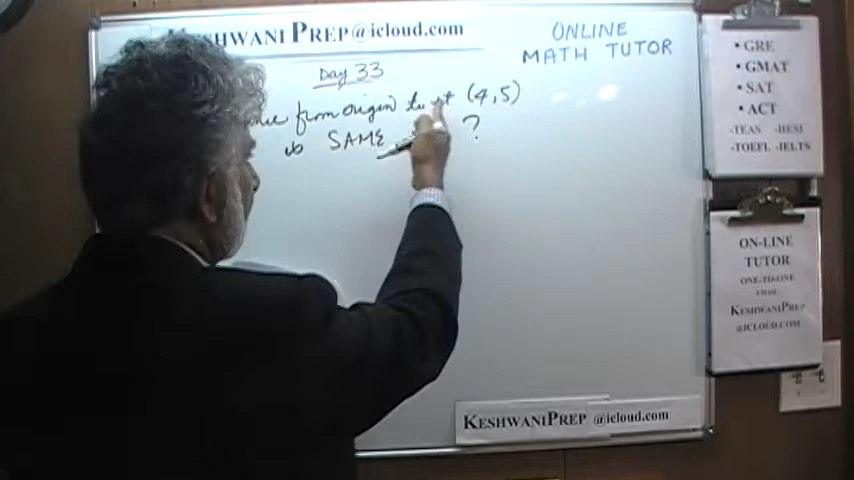 KESHWANI PREP @icloud.com
ONLINE
MATH TUTOR
Day 33
from origin to pt (4,5)
is SAME ?
• GRE
• GMAT
• SAT
• ACT
-TEAS -HESI
-TOEFL -IELTS
ON-LINE
TUTOR
ONE-TO-ONE
KESHWANIPREP
@ICLOUD.COM
KESHWANIPREP @icloud.com